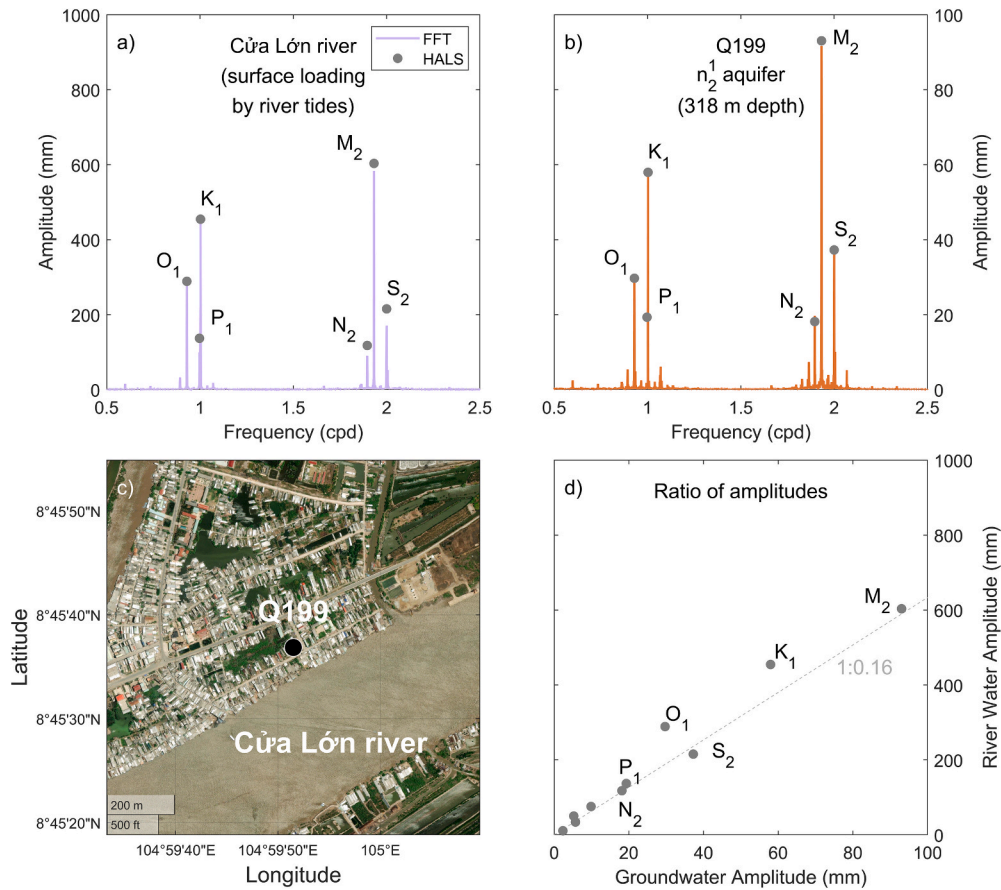 a)
Cửa Lớn river
(surface loading
by river tides)
FFT
HALS
M₂
K₁
O₁
P₁
N₂
S₂
1000
800
600
400
200
0
Amplitude (mm)
0.5
1
1.5
2
2.5
Frequency (cpd)
b)
Q199
n₂¹ aquifer
(318 m depth)
M₂
K₁
O₁
P₁
N₂
S₂
100
80
60
40
20
0
Amplitude (mm)
0.5
1
1.5
2
2.5
Frequency (cpd)
c)
Q199
Cửa Lớn river
200 m
500 ft
8°45'50"N
8°45'40"N
8°45'30"N
8°45'20"N
Latitude
104°59'40"E
104°59'50"E
105°E
Longitude
d)
Ratio of amplitudes
M₂
K₁
1:0.16
O₁
S₂
P₁
N₂
1000
800
600
400
200
0
River Water Amplitude (mm)
0
20
40
60
80
100
Groundwater Amplitude (mm)